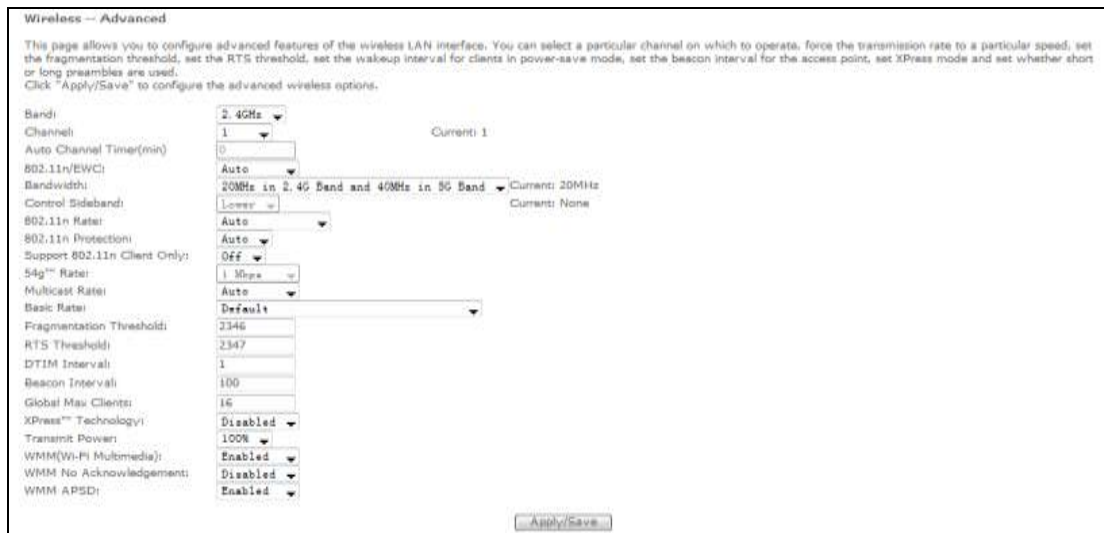 Wireless -- Advanced
This page allows you to configure advanced features of the wireless LAN interface. You can select a particular channel on which to operate, force the transmission rate to a particular speed, set
the fragmentation threshold, set the RTS threshold, set the wakeup interval for clients in power-save mode, set the beacon interval for the access point, set XPress mode and set whether short
or long preambles are used.
Click "Apply/Save" to configure the advanced wireless options.
Band: 2.4GHz
Channel: 1 Current: 1
Auto Channel Timer(min) 0
802.11n/EWC: Auto
Bandwidth: 20MHz in 2.4G Band and 40MHz in 5G Band Current: 20MHz
Control Sideband: Lower Current: None
802.11n Rate: Auto
802.11n Protection: Auto
Support 802.11n Client Only: Off
54g™ Rate: 1 Mbps
Multicast Rate: Auto
Basic Rate: Default
Fragmentation Threshold: 2346
RTS Threshold: 2347
DTIM Interval: 1
Beacon Interval: 100
Global Max Clients: 16
XPress™ Technology: Disabled
Transmit Power: 100%
WMM(Wi-Fi Multimedia): Enabled
WMM No Acknowledgement: Disabled
WMM APSD: Enabled
Apply/Save